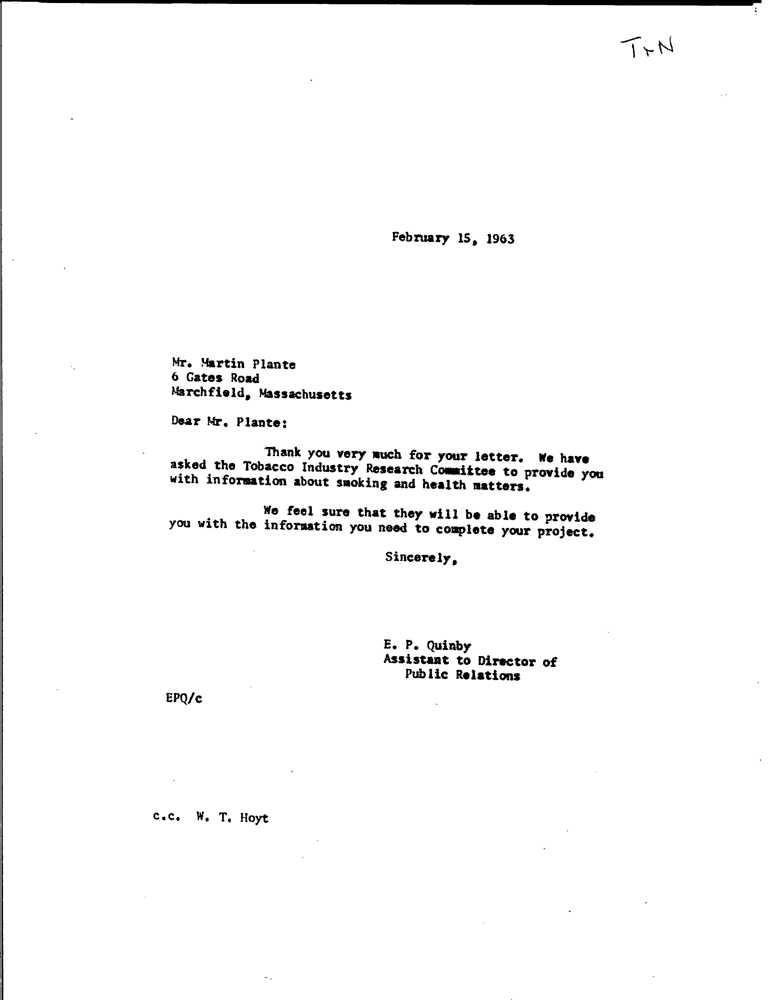 February 15, 1963
Mr. Martin Plante
6 Gates Road
Marchfield, Massachusetts
Dear Mr. Plante:
Thank you very much for your letter. We have
asked the Tobacco Industry Research Committee to provide you
with information about smoking and health matters.
We feel sure that they will be able to provide
you with the information you need to complete your project.
Sincerely,
E. P. Quinby
Assistant to Director of
Public Relations
EPQ/c
c.c. W. T. Hoyt